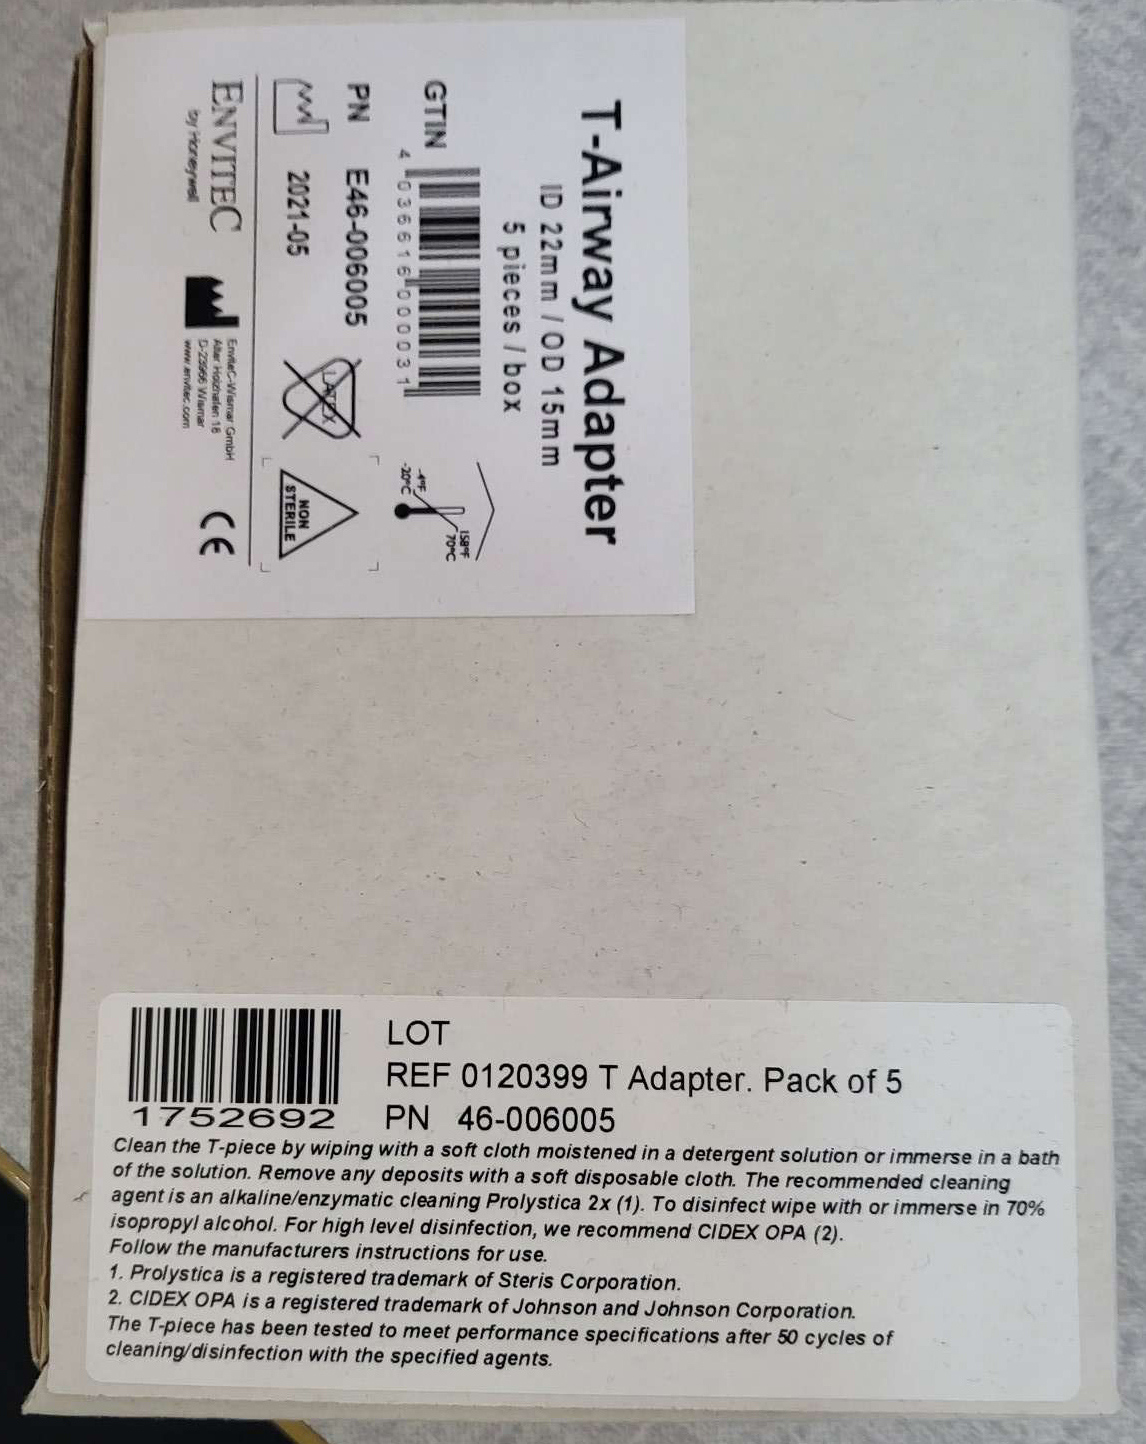 T-Airway Adapter
ID 22mm / OD 15mm
5 pieces / box
GTIN
4 036616 000031
-4°F
-20°C
158°F
70°C
PN E46-006005
LATEX
2021-05
NON
STERILE
ENVITEC
by Honeywell
EnviteC-Wismar GmbH
Alter Holzhafen 18
D-23966 Wismar
www.envitec.com
CE
1752692
LOT
REF 0120399 T Adapter. Pack of 5
PN 46-006005
Clean the T-piece by wiping with a soft cloth moistened in a detergent solution or immerse in a bath
of the solution. Remove any deposits with a soft disposable cloth. The recommended cleaning
agent is an alkaline/enzymatic cleaning Prolystica 2x (1). To disinfect wipe with or immerse in 70%
isopropyl alcohol. For high level disinfection, we recommend CIDEX OPA (2).
Follow the manufacturers instructions for use.
1. Prolystica is a registered trademark of Steris Corporation.
2. CIDEX OPA is a registered trademark of Johnson and Johnson Corporation.
The T-piece has been tested to meet performance specifications after 50 cycles of
cleaning/disinfection with the specified agents.